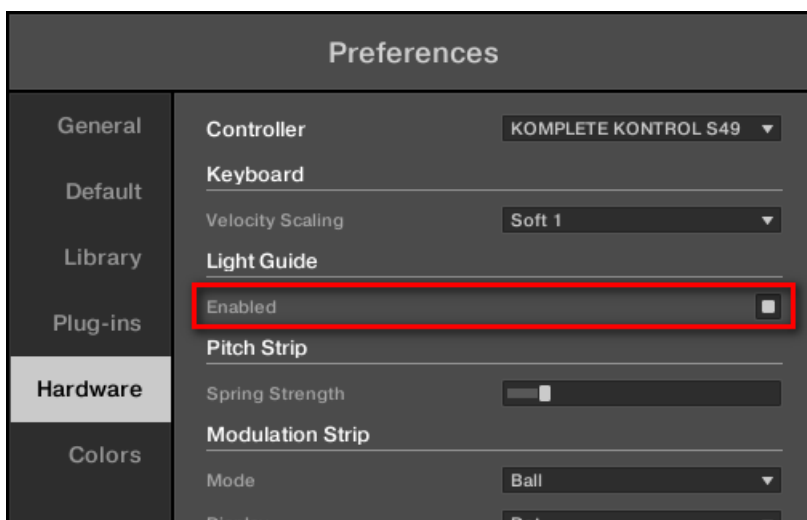 Preferences
General
Default
Library
Plug-ins
Hardware
Colors
Controller KOMPLETE KONTROL S49
Keyboard
Velocity Scaling Soft 1
Light Guide
Enabled
Pitch Strip
Spring Strength
Modulation Strip
Mode Ball